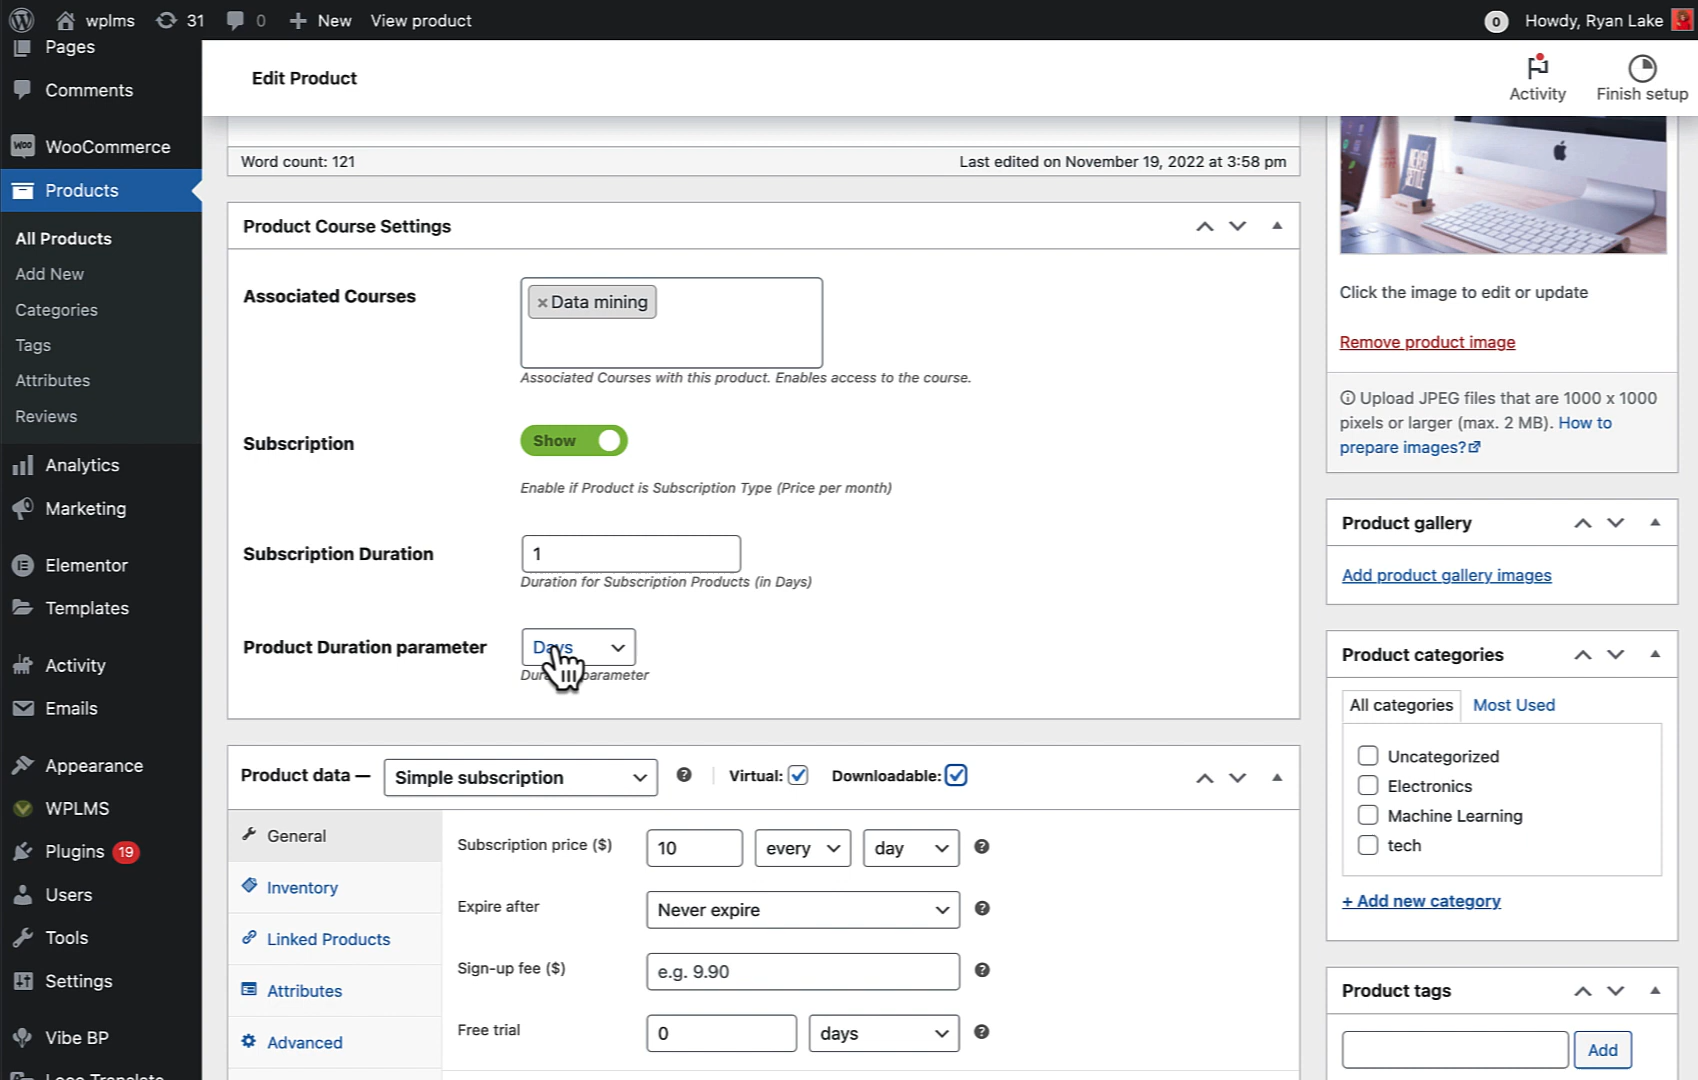 wplms 31 0 + New View product 0 Howdy, Ryan Lake
Pages
Comments
WooCommerce
Products
All Products
Add New
Categories
Tags
Attributes
Reviews
Analytics
Marketing
Elementor
Templates
Activity
Emails
Appearance
WPLMS
Plugins 19
Users
Tools
Settings
Vibe BP
Loco Translate
Edit Product
Activity Finish setup
Word count: 121 Last edited on November 19, 2022 at 3:58 pm
Product Course Settings
Associated Courses ×Data mining
Associated Courses with this product. Enables access to the course.
Subscription Show
Enable if Product is Subscription Type (Price per month)
Subscription Duration 1
Duration for Subscription Products (in Days)
Product Duration parameter Days
parameter
Product data — Simple subscription ? Virtual: Downloadable:
General
Inventory
Linked Products
Attributes
Advanced
Subscription price ($) 10 every day ?
Expire after Never expire ?
Sign-up fee ($) e.g. 9.90 ?
Free trial 0 days ?
Click the image to edit or update
Remove product image
Upload JPEG files that are 1000 x 1000
pixels or larger (max. 2 MB). How to
prepare images?
Product gallery
Add product gallery images
Product categories
All categories Most Used
Uncategorized
Electronics
Machine Learning
tech
+ Add new category
Product tags
Add